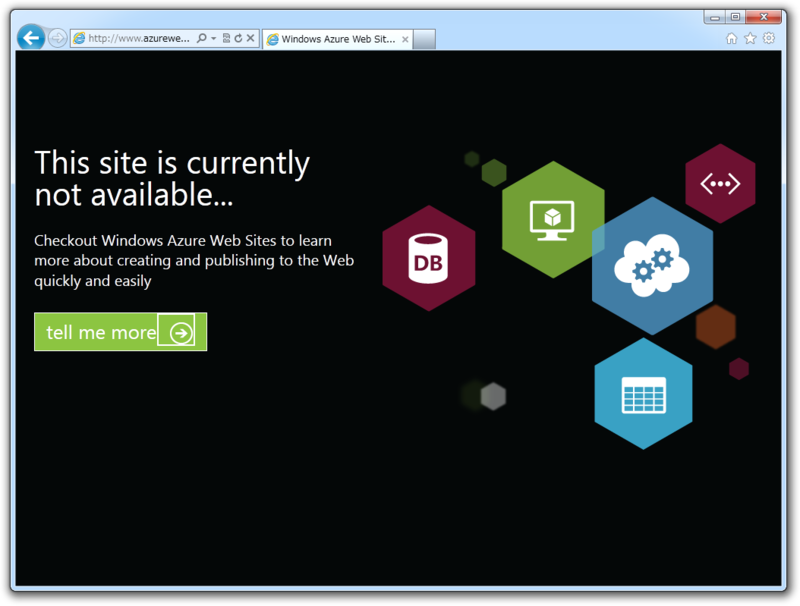 http://www.azurewe...
Windows Azure Web Sit...
This site is currently
not available...
Checkout Windows Azure Web Sites to learn
more about creating and publishing to the Web
quickly and easily
tell me more
DB